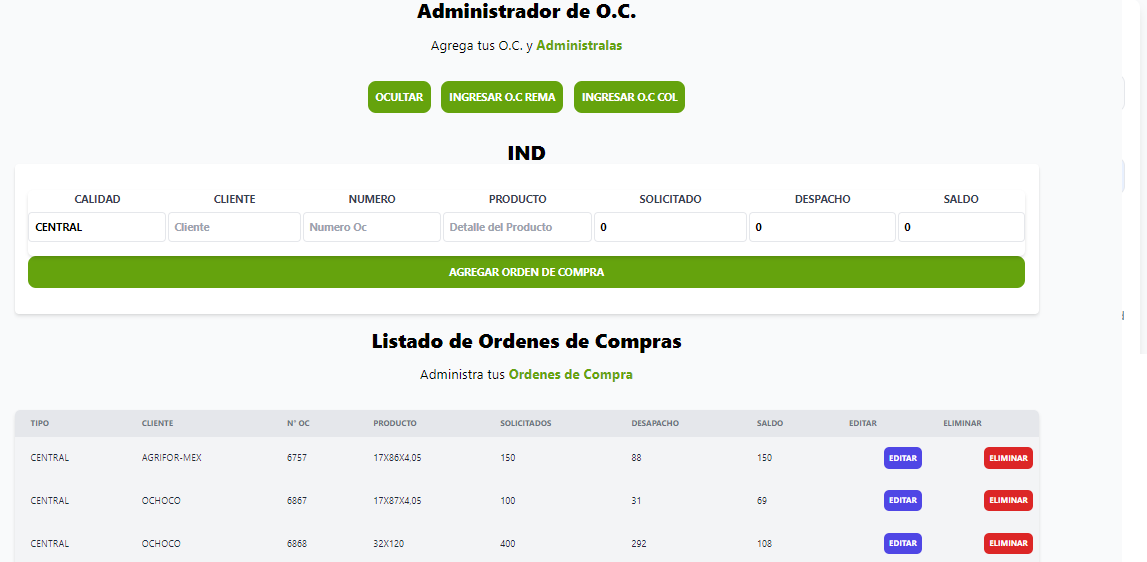 Administrador de O.C.
Agrega tus O.C. y Administralas
OCULTAR INGRESAR O.C REMA INGRESAR O.C COL
IND
CALIDAD CLIENTE NUMERO PRODUCTO SOLICITADO DESPACHO SALDO
CENTRAL Cliente Numero Oc Detalle del Producto 0 0 0
AGREGAR ORDEN DE COMPRA
Listado de Ordenes de Compras
Administra tus Ordenes de Compra
TIPO CLIENTE N° OC PRODUCTO SOLICITADOS DESAPACHO SALDO EDITAR ELIMINAR
CENTRAL AGRIFOR-MEX 6757 17X86X4,05 150 88 150 EDITAR ELIMINAR
CENTRAL OCHOCO 6867 17X87X4,05 100 31 69 EDITAR ELIMINAR
CENTRAL OCHOCO 6868 32X120 400 292 108 EDITAR ELIMINAR